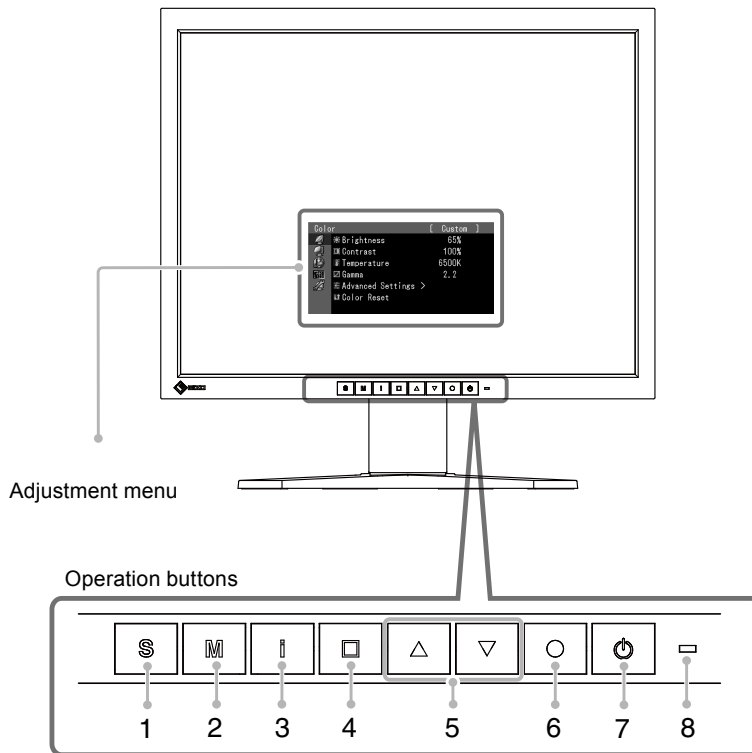 Color [ Custom ]
Brightness 65%
Contrast 100%
Temperature 6500K
Gamma 2.2
Advanced Settings >
Color Reset
S M i
Adjustment menu
Operation buttons
S M i
1 2 3 4 5 6 7 8